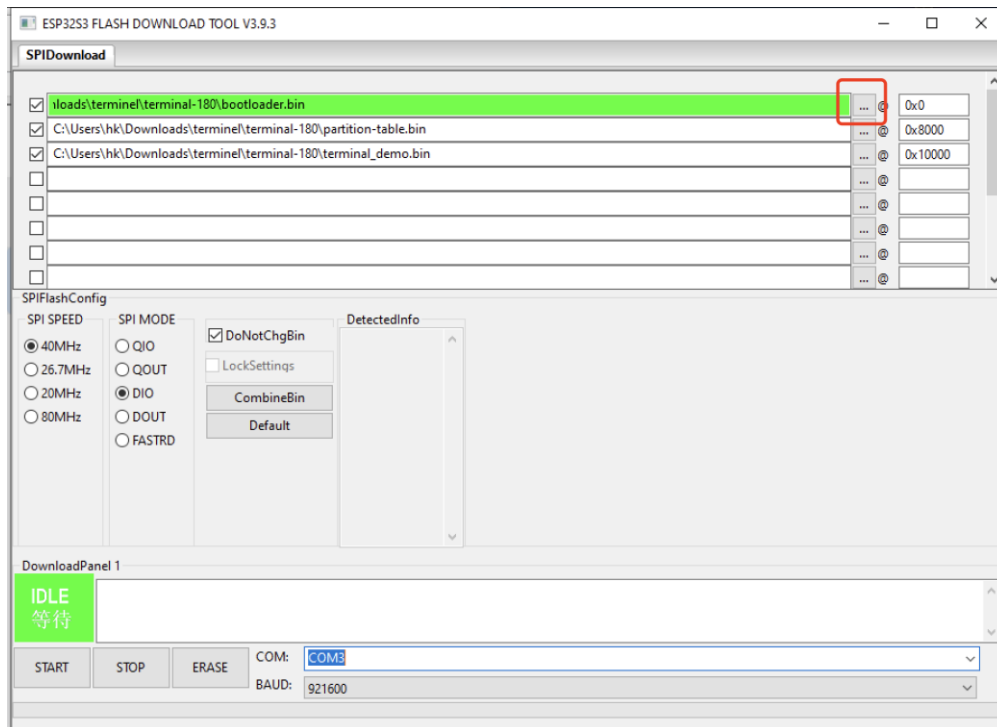 ESP32S3 FLASH DOWNLOAD TOOL V3.9.3
SPIDownload
ıloads\terminel\terminal-180\bootloader.bin ... @ 0x0
C:\Users\hk\Downloads\terminel\terminal-180\partition-table.bin ... @ 0x8000
C:\Users\hk\Downloads\terminel\terminal-180\terminal_demo.bin ... @ 0x10000
... @
... @
... @
... @
... @
SPIFlashConfig
SPI SPEED
40MHz
26.7MHz
20MHz
80MHz
SPI MODE
QIO
QOUT
DIO
DOUT
FASTRD
DoNotChgBin
LockSettings
CombineBin
Default
DetectedInfo
DownloadPanel 1
IDLE
等待
START STOP ERASE
COM: COM3
BAUD: 921600